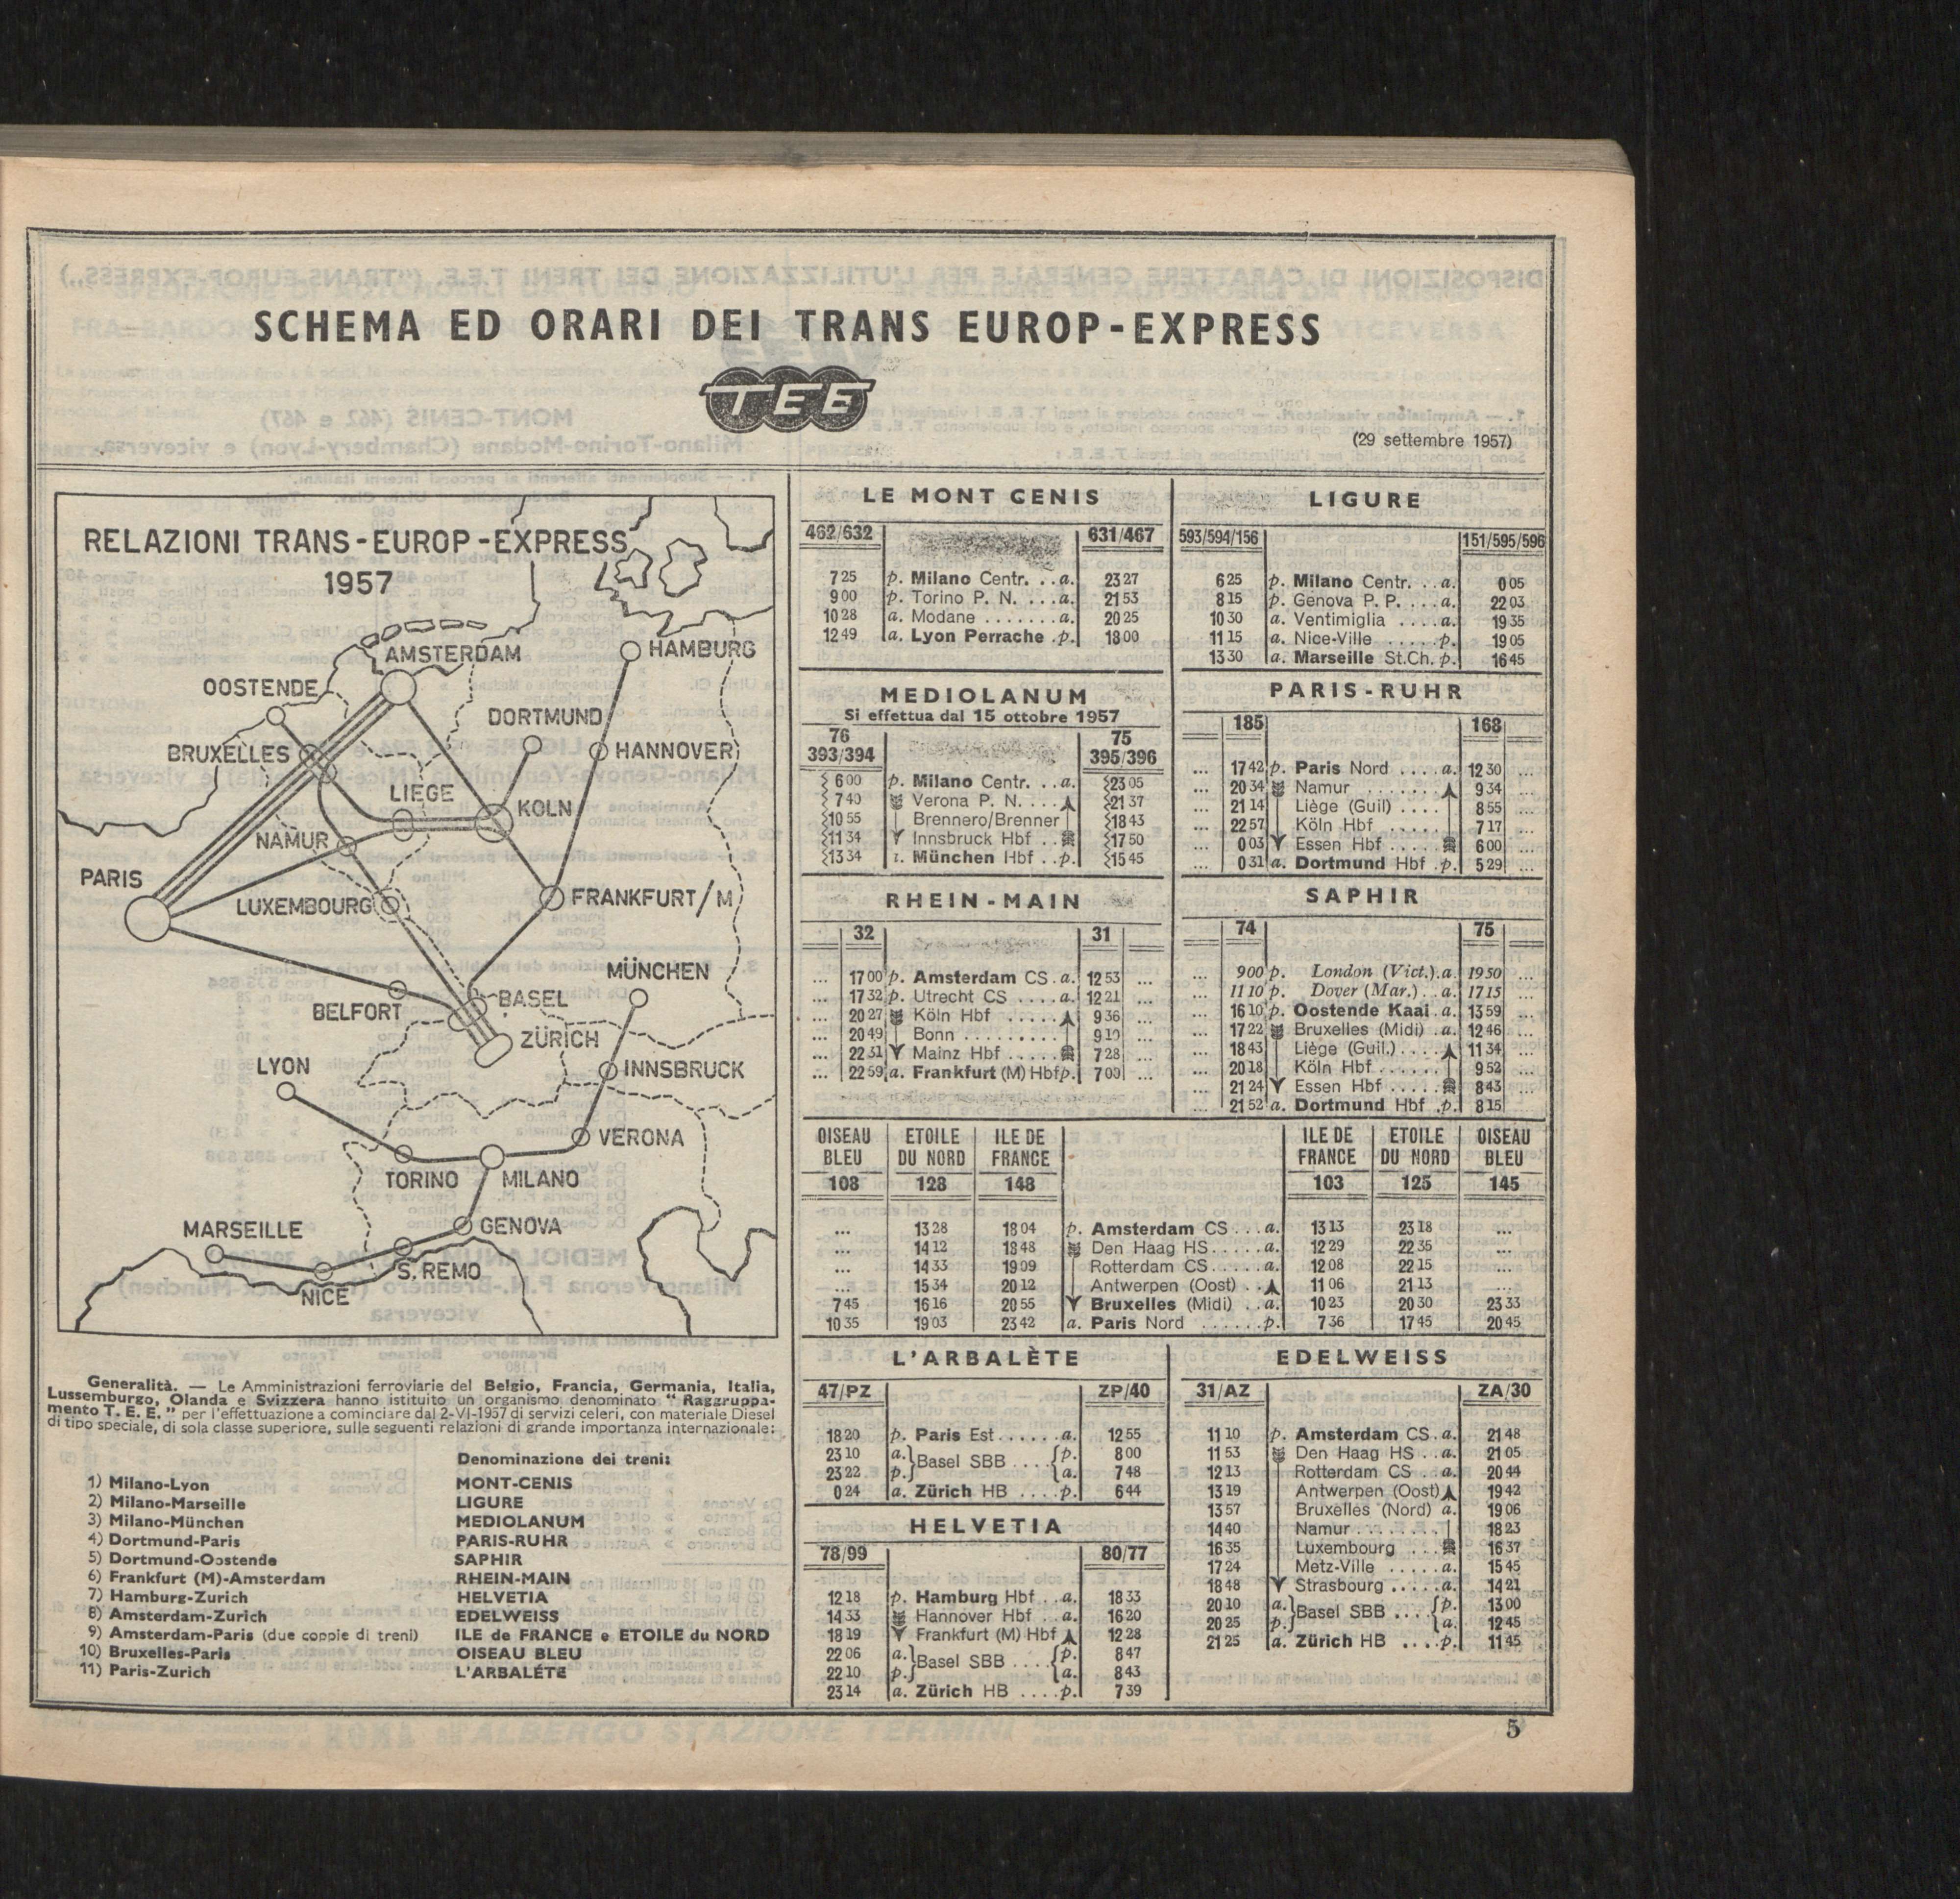 SCHEMA ED ORARI DEI TRANS EUROP-EXPRESS
TEE
(29 settembre 1957)
RELAZIONI TRANS-EUROP-EXPRESS
1957
HAMBURG
AMSTERDAM
OOSTENDE
DORTMUND
BRUXELLES
HANNOVER
LIEGE
KOLN
NAMUR
PARIS
LUXEMBOURG
FRANKFURT/M
MÜNCHEN
BELFORT
BASEL
ZÜRICH
LYON
INNSBRUCK
VERONA
TORINO
MILANO
MARSEILLE
GENOVA
S. REMO
NICE
Generalità. — Le Amministrazioni ferroviarie del Belgio, Francia, Germania, Italia,
Lussemburgo, Olanda e Svizzera hanno istituito un organismo denominato “ Raggruppa-
mento T. E. E. ” per l'effettuazione a cominciare dal 2-VI-1957 di servizi celeri, con materiale Diesel
di tipo speciale, di sola classe superiore, sulle seguenti relazioni di grande importanza internazionale:
Denominazione dei treni:
1) Milano-Lyon MONT-CENIS
2) Milano-Marseille LIGURE
3) Milano-München MEDIOLANUM
4) Dortmund-Paris PARIS-RUHR
5) Dortmund-Oostende SAPHIR
6) Frankfurt (M)-Amsterdam RHEIN-MAIN
7) Hamburg-Zurich HELVETIA
8) Amsterdam-Zurich EDELWEISS
9) Amsterdam-Paris (due coppie di treni) ILE de FRANCE e ETOILE du NORD
10) Bruxelles-Paris OISEAU BLEU
11) Paris-Zurich L'ARBALÉTE
LE MONT CENIS
462/632 631/467
7 25 p. Milano Centr. . . a. 23 27
9 00 p. Torino P. N. . . . a. 21 53
10 28 a. Modane . . . . . . . a. 20 25
12 49 a. Lyon Perrache . p. 18 00
LIGURE
593/594/156 151/595/596
6 25 p. Milano Centr. . . a. 0 05
8 15 p. Genova P. P. . . . a. 22 03
10 30 a. Ventimiglia . . . . a. 19 35
11 15 a. Nice-Ville . . . . . p. 19 05
13 30 a. Marseille St.Ch. p. 16 45
MEDIOLANUM
Si effettua dal 15 ottobre 1957
76 75
393/394 395/396
6 00 p. Milano Centr. . . a. 23 05
7 40 Verona P. N. . . . 21 37
10 55 Brennero/Brenner 18 43
11 34 Innsbruck Hbf . . 17 50
13 34 München Hbf . . p. 15 45
PARIS-RUHR
185 168
... 17 42 p. Paris Nord . . . . a. 12 30 ...
... 20 34 Namur . . . . . . . 9 34 ...
... 21 14 Liège (Guil) . . . . 8 55 ...
... 22 57 Köln Hbf . . . . . 7 17 ...
... 0 03 Essen Hbf . . . . . 6 00 ...
... 0 31 a. Dortmund Hbf . p. 5 29 ...
RHEIN-MAIN
32 31
... 17 00 p. Amsterdam CS . a. 12 53 ...
... 17 32 p. Utrecht CS . . . . a. 12 21 ...
... 20 27 Köln Hbf . . . . . 9 36 ...
... 20 49 Bonn . . . . . . . . . 9 10 ...
... 22 31 Mainz Hbf . . . . . 7 28 ...
... 22 59 a. Frankfurt (M) Hbf p. 7 00 ...
SAPHIR
74 75
... 9 00 p. London (Vict.) . a. 19 50 ...
... 11 10 p. Dover (Mar.) . . a. 17 15 ...
... 16 10 p. Oostende Kaai . a. 13 59 ...
... 17 22 Bruxelles (Midi) . a. 12 46 ...
... 18 43 Liège (Guil.) . . . . 11 34 ...
... 20 18 Köln Hbf . . . . . . 9 52 ...
... 21 24 Essen Hbf . . . . . 8 43 ...
... 21 52 a. Dortmund Hbf . p. 8 15 ...
OISEAU ETOILE ILE DE ILE DE ETOILE OISEAU
BLEU DU NORD FRANCE FRANCE DU NORD BLEU
108 128 148 103 125 145
... 13 28 18 04 p. Amsterdam CS . . . a. 13 13 23 18 ...
... 14 12 18 48 Den Haag HS . . . . . a. 12 29 22 35 ...
... 14 33 19 09 Rotterdam CS . . . . . a. 12 08 22 15 ...
... 15 34 20 12 Antwerpen (Oost) . . 11 06 21 13 ...
7 45 16 16 20 55 Bruxelles (Midi) . . a. 10 23 20 30 23 33
10 35 19 03 23 42 a. Paris Nord . . . . . . p. 7 36 17 45 20 45
L'ARBALÈTE
47/PZ ZP/40
18 20 p. Paris Est . . . . . . a. 12 55
23 10 a. Basel SBB . . . . p. 8 00
23 22 p. a. 7 48
0 24 a. Zürich HB . . . . p. 6 44
HELVETIA
78/99 80/77
12 18 p. Hamburg Hbf . . a. 18 33
14 33 Hannover Hbf . . a. 16 20
18 19 Frankfurt (M) Hbf 12 28
22 06 a. Basel SBB . . . . p. 8 47
22 10 p. a. 8 43
23 14 a. Zürich HB . . . . p. 7 39
EDELWEISS
31/AZ ZA/30
11 10 p. Amsterdam CS . a. 21 48
11 53 Den Haag HS . . a. 21 05
12 13 Rotterdam CS . . a. 20 44
13 19 Antwerpen (Oost) 19 42
13 57 Bruxelles (Nord) a. 19 06
14 40 Namur . . . . . . . . 18 23
16 35 Luxembourg . . . 16 37
17 24 Metz-Ville . . . . . a. 15 45
18 48 Strasbourg . . . . . a. 14 21
20 10 a. Basel SBB . . . . p. 13 00
20 25 p. a. 12 45
21 25 a. Zürich HB . . . . p. 11 45
5